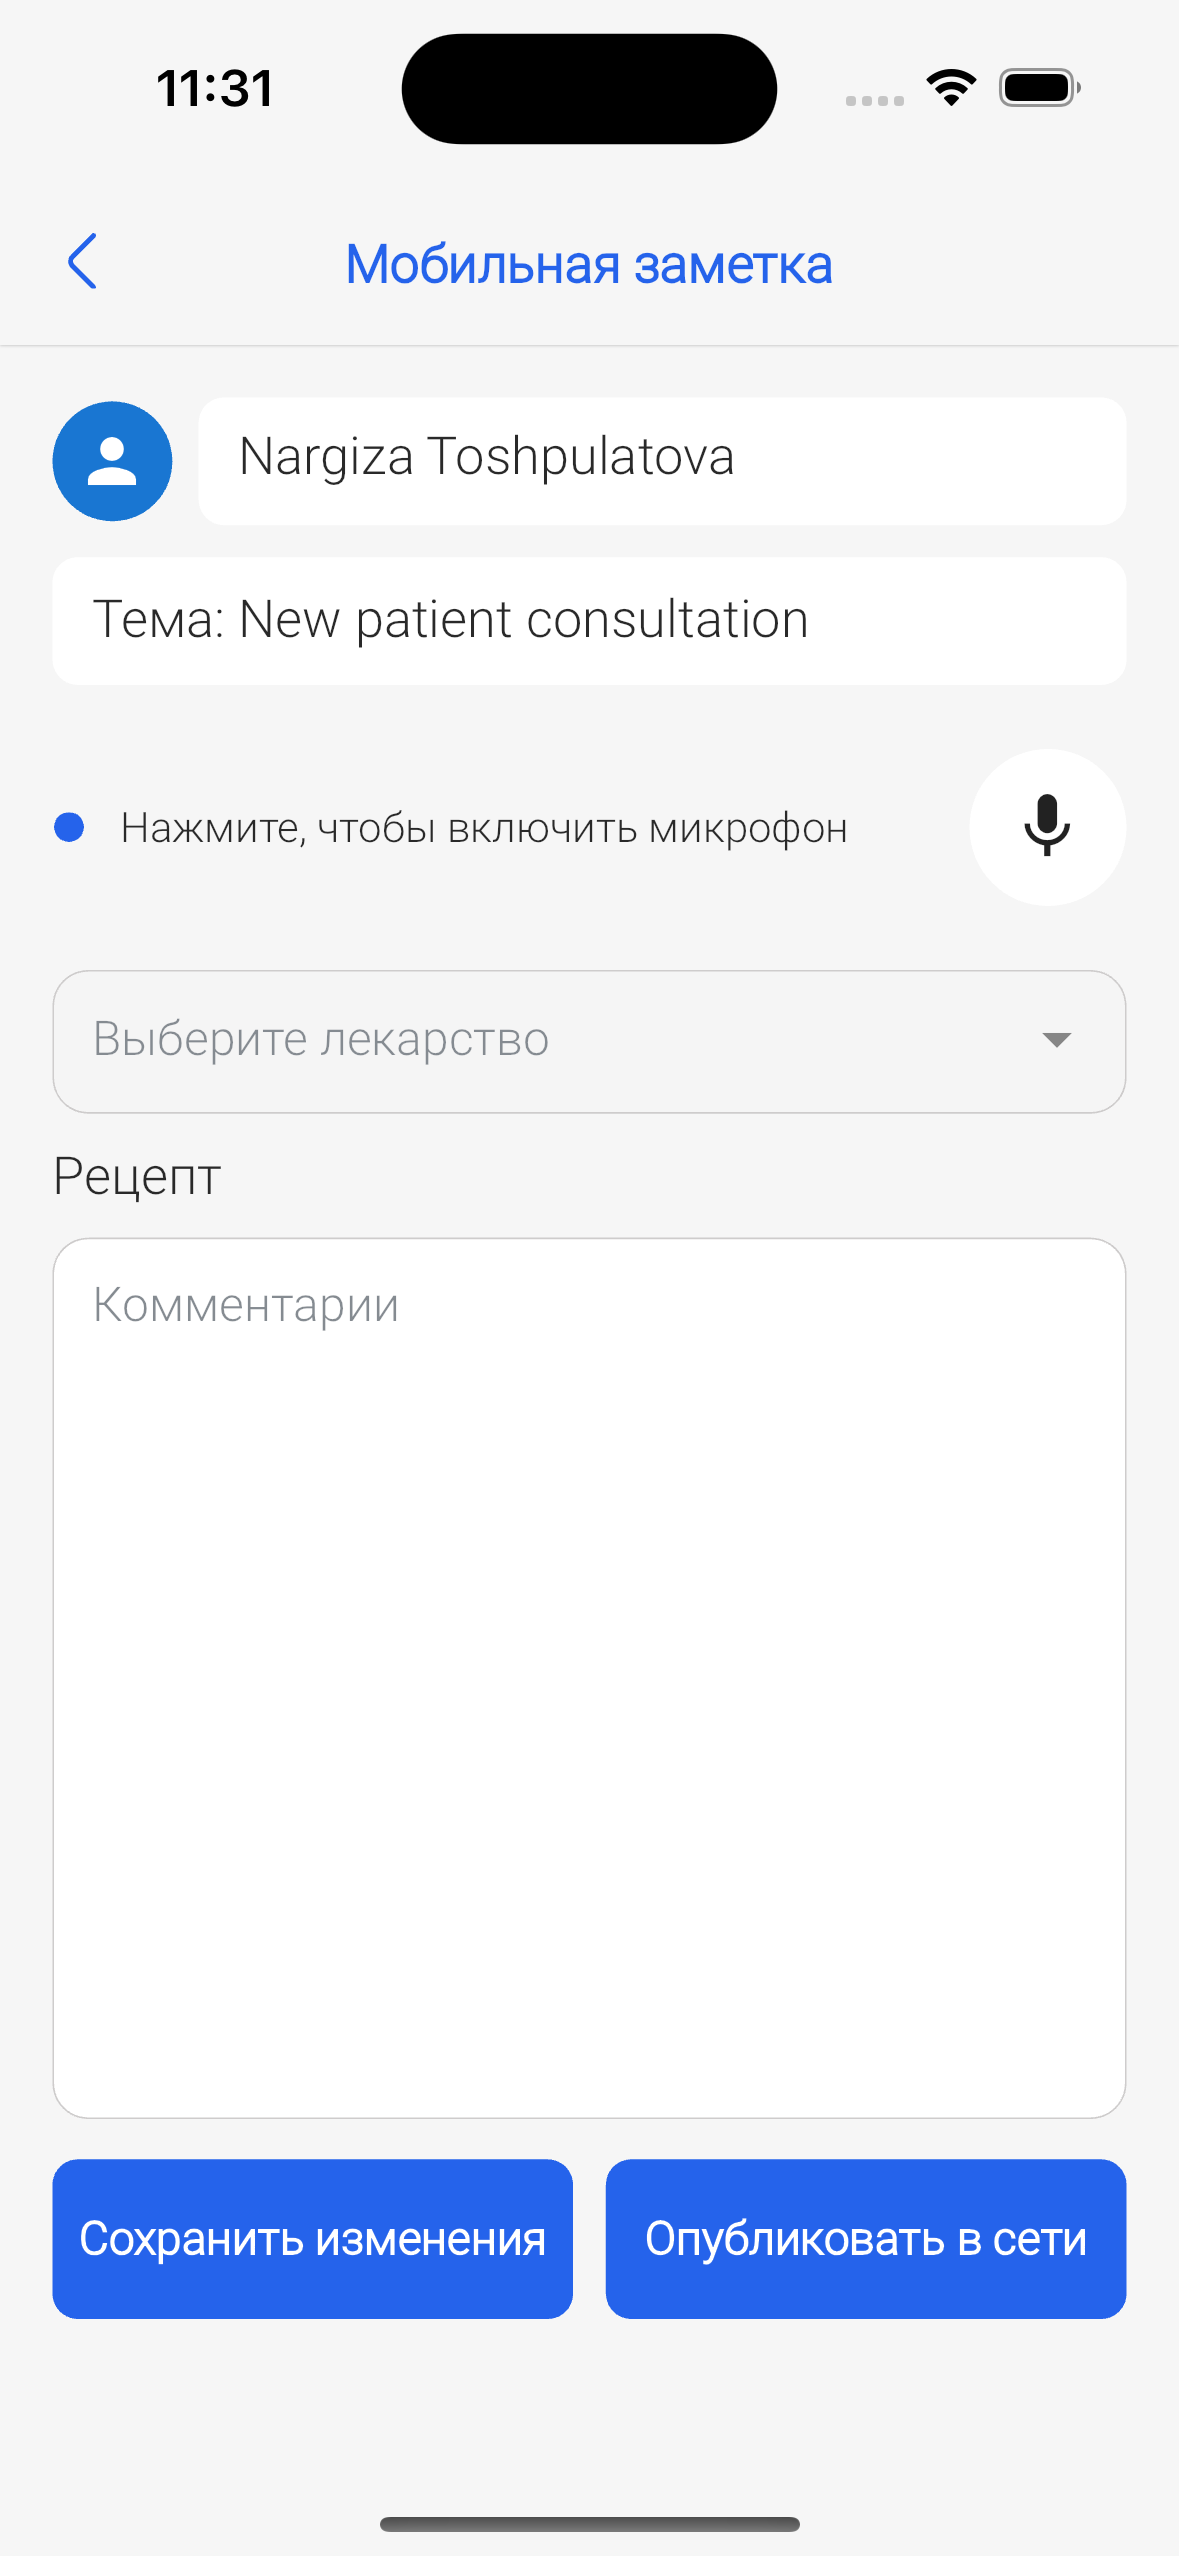 11:31
Мобильная заметка
Nargiza Toshpulatova
Тема: New patient consultation
Нажмите, чтобы включить микрофон
Выберите лекарство
Рецепт
Комментарии
Сохранить изменения
Опубликовать в сети